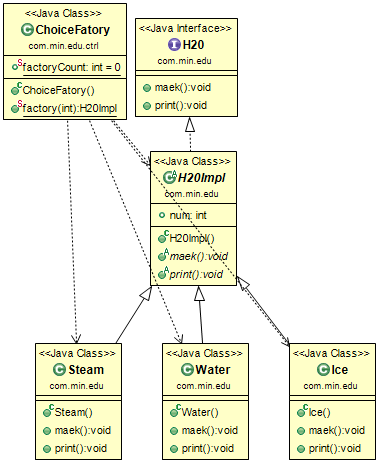 <<Java Class>>
ChoiceFatory
com.min.edu.ctrl
factoryCount: int = 0
ChoiceFatory()
factory(int):H20Impl
<<Java Interface>>
H20
com.min.edu
maek():void
print():void
<<Java Class>>
H20Impl
com.min.edu
num: int
H20Impl()
maek():void
print():void
<<Java Class>>
Steam
com.min.edu
Steam()
maek():void
print():void
<<Java Class>>
Water
com.min.edu
Water()
maek():void
print():void
<<Java Class>>
Ice
com.min.edu
Ice()
maek():void
print():void